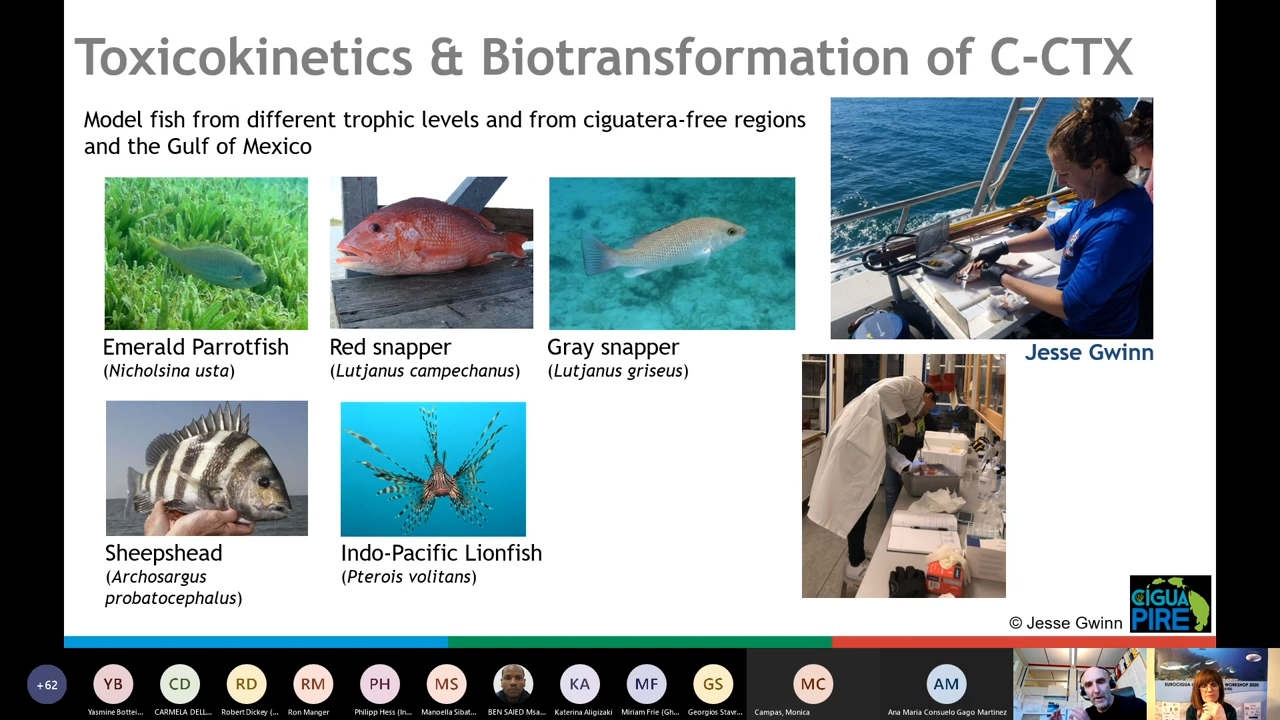 Toxicokinetics & Biotransformation of C-CTX
Model fish from different trophic levels and from ciguatera-free regions
and the Gulf of Mexico
Emerald Parrotfish
(Nicholsina usta)
Red snapper
(Lutjanus campechanus)
Gray snapper
(Lutjanus griseus)
Jesse Gwinn
Sheepshead
(Archosargus
probatocephalus)
Indo-Pacific Lionfish
(Pterois volitans)
© Jesse Gwinn
CIGUA
PIRE
+62
YB
CD
RD
RM
PH
MS
KA
MF
GS
MC
AM
Yasmine Bottei...
CARMELA DELL...
Robert Dickey (...
Ron Manger
Philipp Hess (In...
Manoella Sibat...
BEN SAIED Msa...
Katerina Aligizaki
Miriam Frie (Gh...
Georgios Stavr...
Campas, Monica
Ana Maria Consuelo Gago Martinez